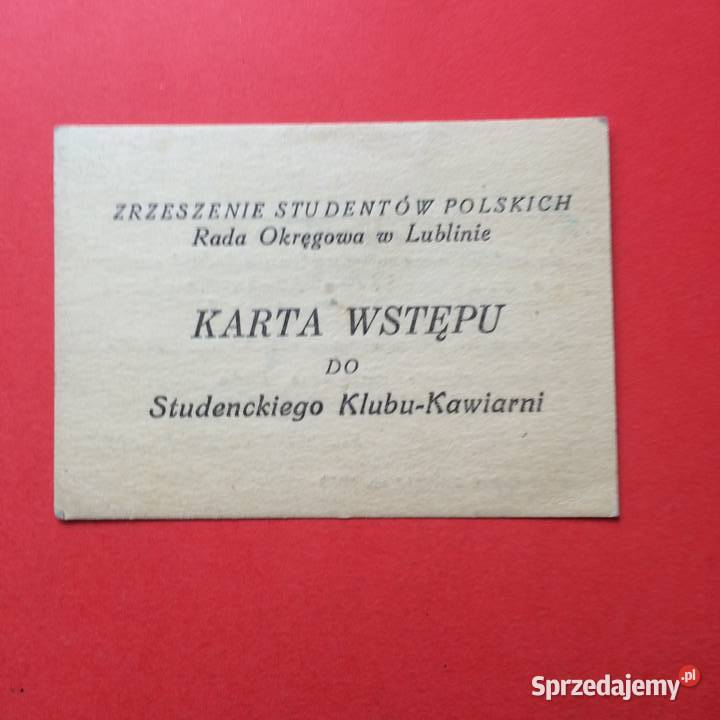 ZRZESZENIE STUDENTÓW POLSKICH
Rada Okręgowa w Lublinie
KARTA WSTĘPU
DO
Studenckiego Klubu-Kawiarni
Sprzedajemy.pl